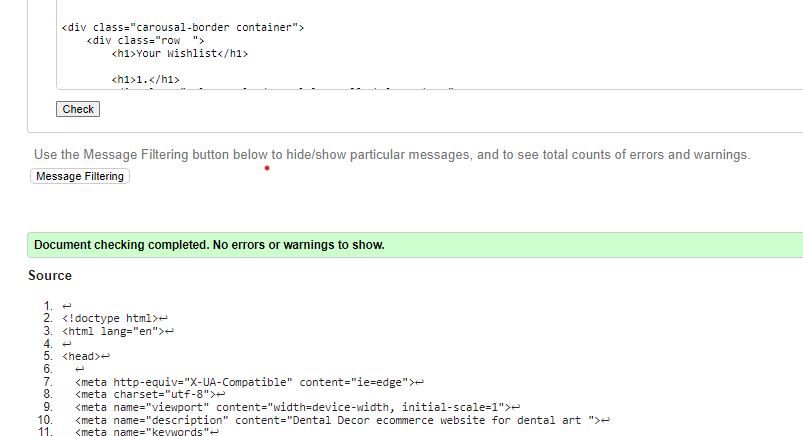 <div class="carousal-border container">
<div class="row  ">
<h1>Your Wishlist</h1>
<h1>1.</h1>
Check
Use the Message Filtering button below to hide/show particular messages, and to see total counts of errors and warnings.
Message Filtering
Document checking completed. No errors or warnings to show.
Source
1. ↩
2. <!doctype html>↩
3. <html lang="en">↩
4. ↩
5. <head>↩
6. ↩
7. <meta http-equiv="X-UA-Compatible" content="ie=edge">↩
8. <meta charset="utf-8">↩
9. <meta name="viewport" content="width=device-width, initial-scale=1">↩
10. <meta name="description" content="Dental Decor ecommerce website for dental art ">↩
11. <meta name="keywords"↩